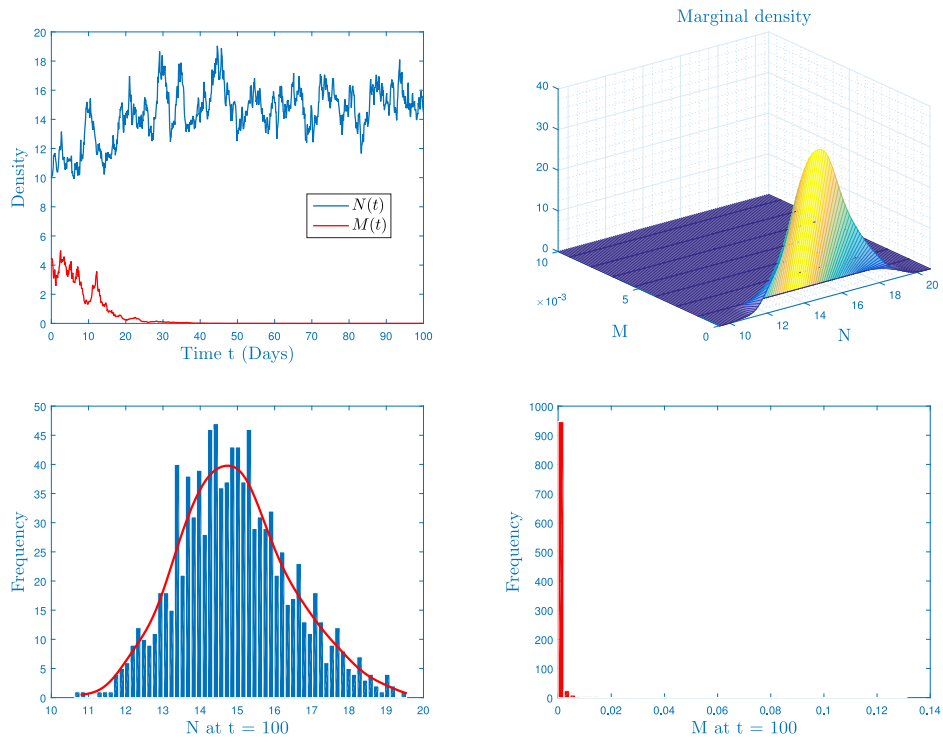 Marginal density
20
18
16
14
12
10
8
6
4
2
0
Density
N(t)
M(t)
0 10 20 30 40 50 60 70 80 90 100
Time t (Days)
40
30
20
10
0
10
5
0
×10⁻³
M
10 12 14 16 18 20
N
50
45
40
35
30
25
20
15
10
5
0
Frequency
10 11 12 13 14 15 16 17 18 19 20
N at t = 100
1000
900
800
700
600
500
400
300
200
100
0
Frequency
0 0.02 0.04 0.06 0.08 0.1 0.12 0.14
M at t = 100